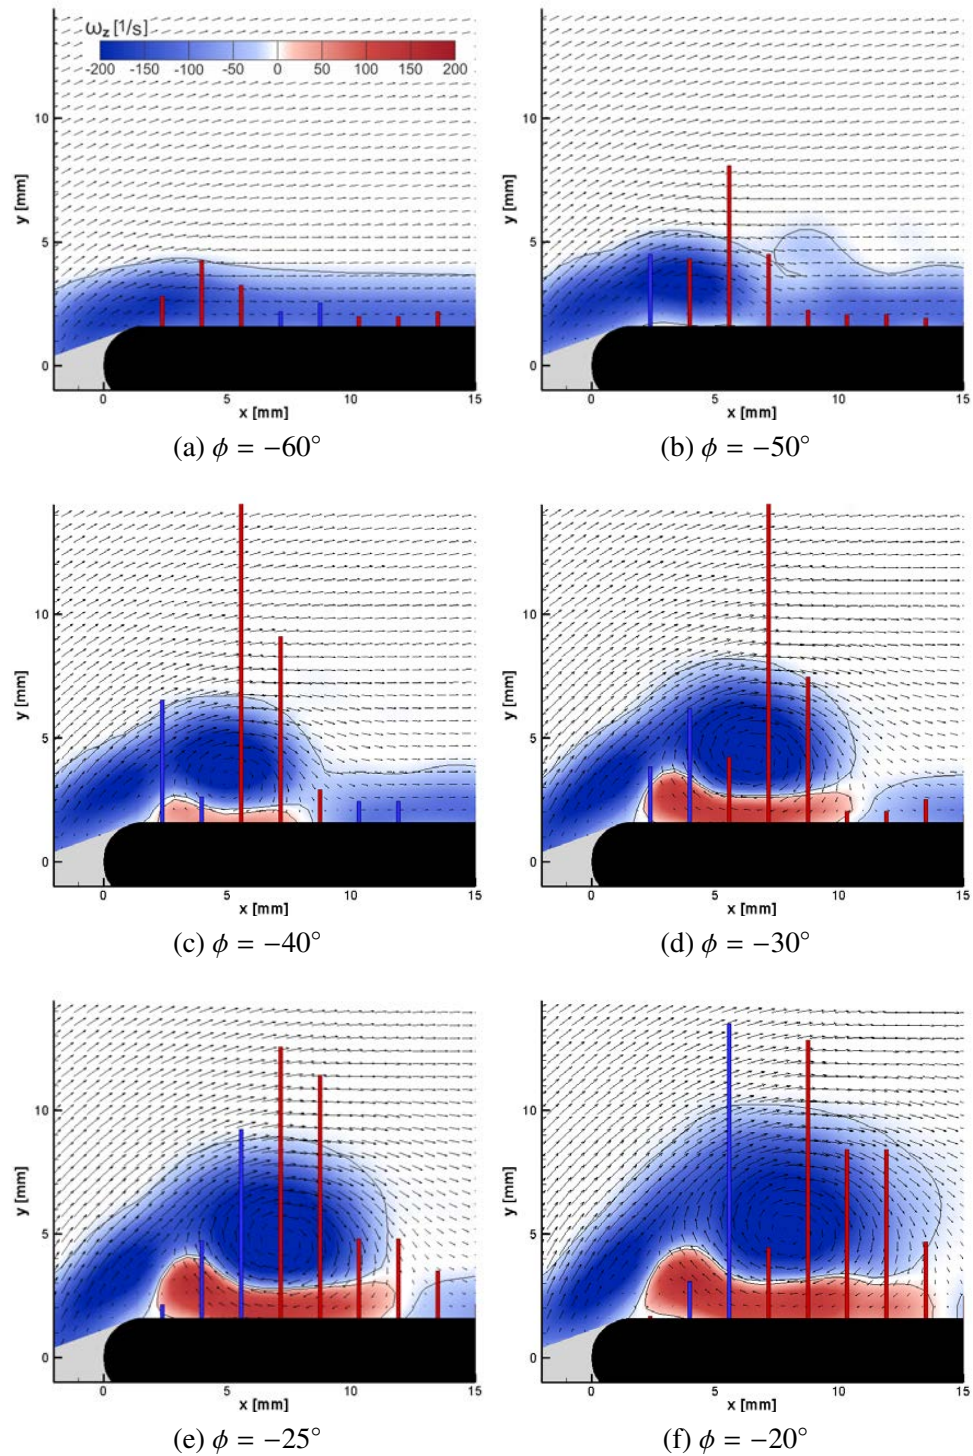 ωz [1/s]
-200 -150 -100 -50 0 50 100 150 200
10
5
0
y [mm]
0 5 10 15
x [mm]
(a) ϕ = −60°
10
5
0
y [mm]
0 5 10 15
x [mm]
(b) ϕ = −50°
10
5
0
y [mm]
0 5 10 15
x [mm]
(c) ϕ = −40°
10
5
0
y [mm]
0 5 10 15
x [mm]
(d) ϕ = −30°
10
5
0
y [mm]
0 5 10 15
x [mm]
(e) ϕ = −25°
10
5
0
y [mm]
0 5 10 15
x [mm]
(f) ϕ = −20°